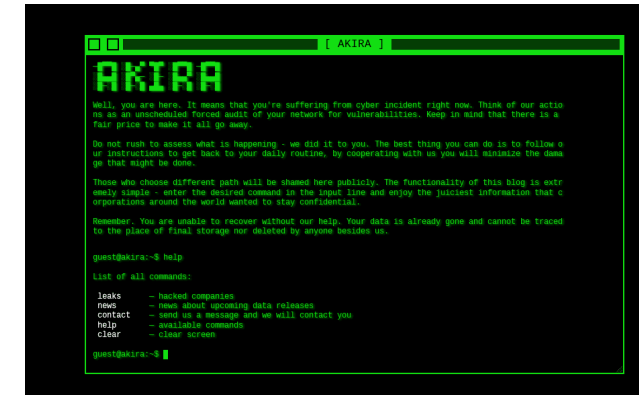 [ AKIRA ]
AKIRA
Well, you are here. It means that you're suffering from cyber incident right now. Think of our actio
ns as an unscheduled forced audit of your network for vulnerabilities. Keep in mind that there is a
fair price to make it all go away.
Do not rush to assess what is happening - we did it to you. The best thing you can do is to follow o
ur instructions to get back to your daily routine, by cooperating with us you will minimize the dama
ge that might be done.
Those who choose different path will be shamed here publicly. The functionality of this blog is extr
emely simple - enter the desired command in the input line and enjoy the juiciest information that c
orporations around the world wanted to stay confidential.
Remember. You are unable to recover without our help. Your data is already gone and cannot be traced
to the place of final storage nor deleted by anyone besides us.
guest@akira:~$ help
List of all commands:
leaks — hacked companies
news — news about upcoming data releases
contact — send us a message and we will contact you
help — available commands
clear — clear screen
guest@akira:~$